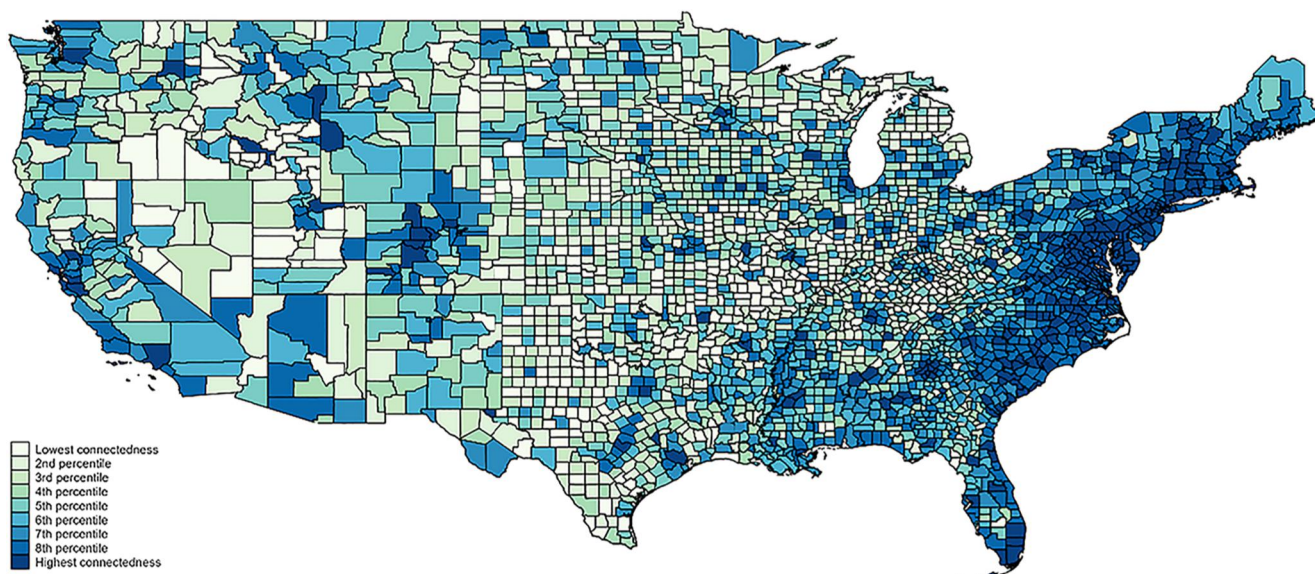 Lowest connectedness
2nd percentile
3rd percentile
4th percentile
5th percentile
6th percentile
7th percentile
8th percentile
Highest connectedness